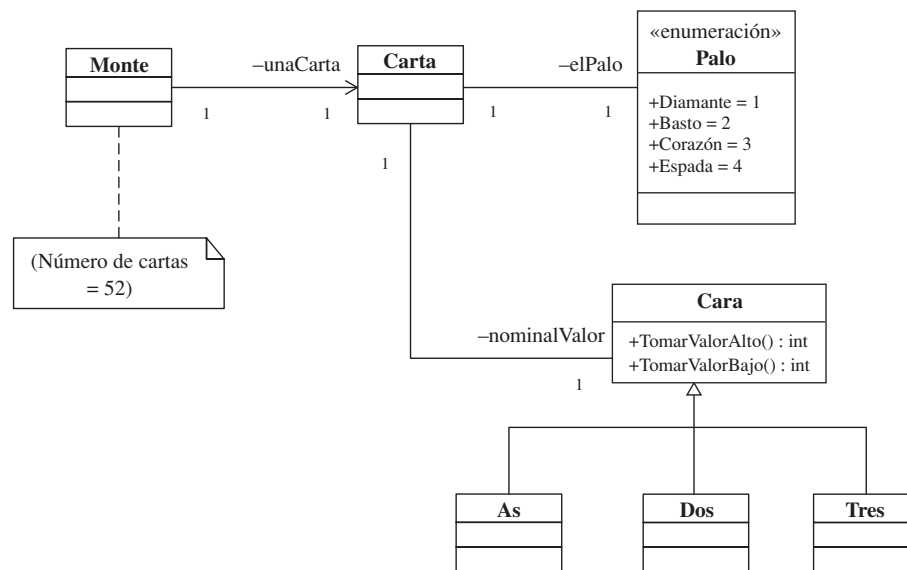 «enumeración»
Palo
+Diamante = 1
+Basto = 2
+Corazón = 3
+Espada = 4
Monte
–unaCarta
Carta
–elPalo
1
1
1
1
1
(Número de cartas
= 52)
Cara
+TomarValorAlto() : int
+TomarValorBajo() : int
–nominalValor
1
As
Dos
Tres